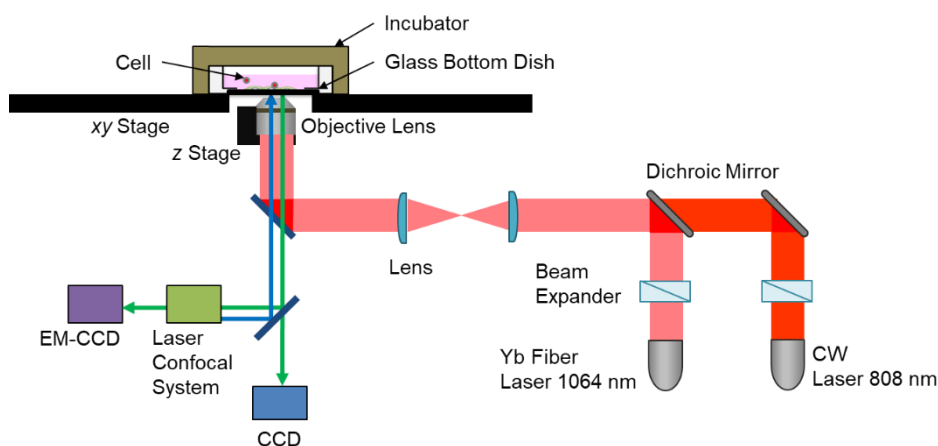 Incubator
Cell
Glass Bottom Dish
xy Stage
Objective Lens
z Stage
Dichroic Mirror
Lens
Beam
Expander
EM-CCD
Laser
Confocal
System
Yb Fiber
Laser 1064 nm
CW
Laser 808 nm
CCD